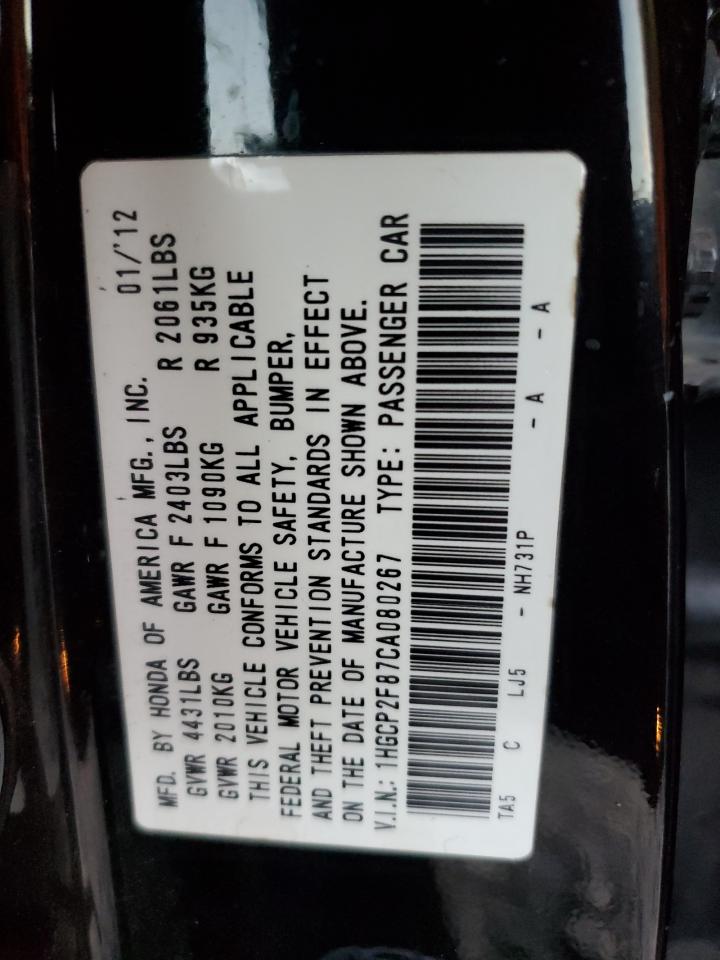 MFD. BY HONDA OF AMERICA MFG., INC. 01/'12
GVWR 4431LBS GAWR F 2403LBS R 2061LBS
GVWR 2010KG GAWR F 1090KG R 935KG
THIS VEHICLE CONFORMS TO ALL APPLICABLE
FEDERAL MOTOR VEHICLE SAFETY, BUMPER,
AND THEFT PREVENTION STANDARDS IN EFFECT
ON THE DATE OF MANUFACTURE SHOWN ABOVE.
V.I.N.: 1HGCP2F87CA080267 TYPE: PASSENGER CAR
TA5 C LJ5 - NH731P - A - A